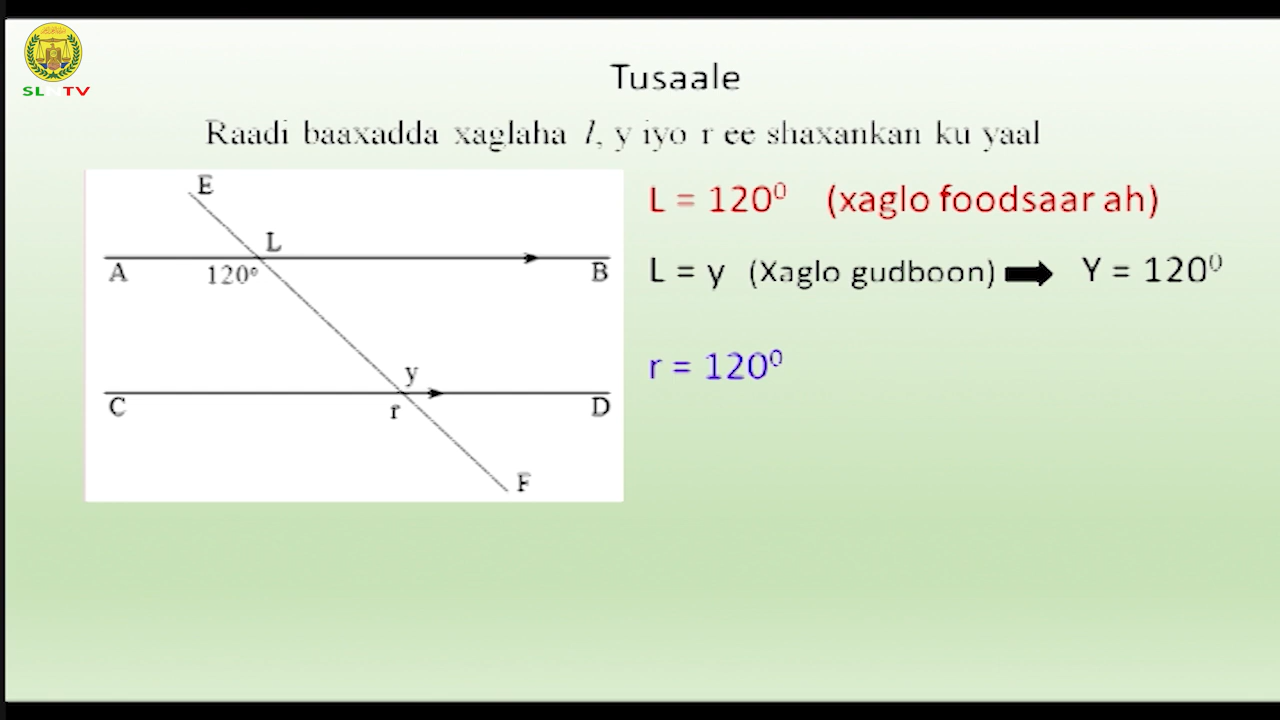 SL TV
Tusaale
Raadi baaxadda xaglaha l, y iyo r ee shaxankan ku yaal
E
L
A
120°
B
y
C
r
D
F
L = 120⁰ (xaglo foodsaar ah)
L = y (Xaglo gudboon) ➡ Y = 120⁰
r = 120⁰